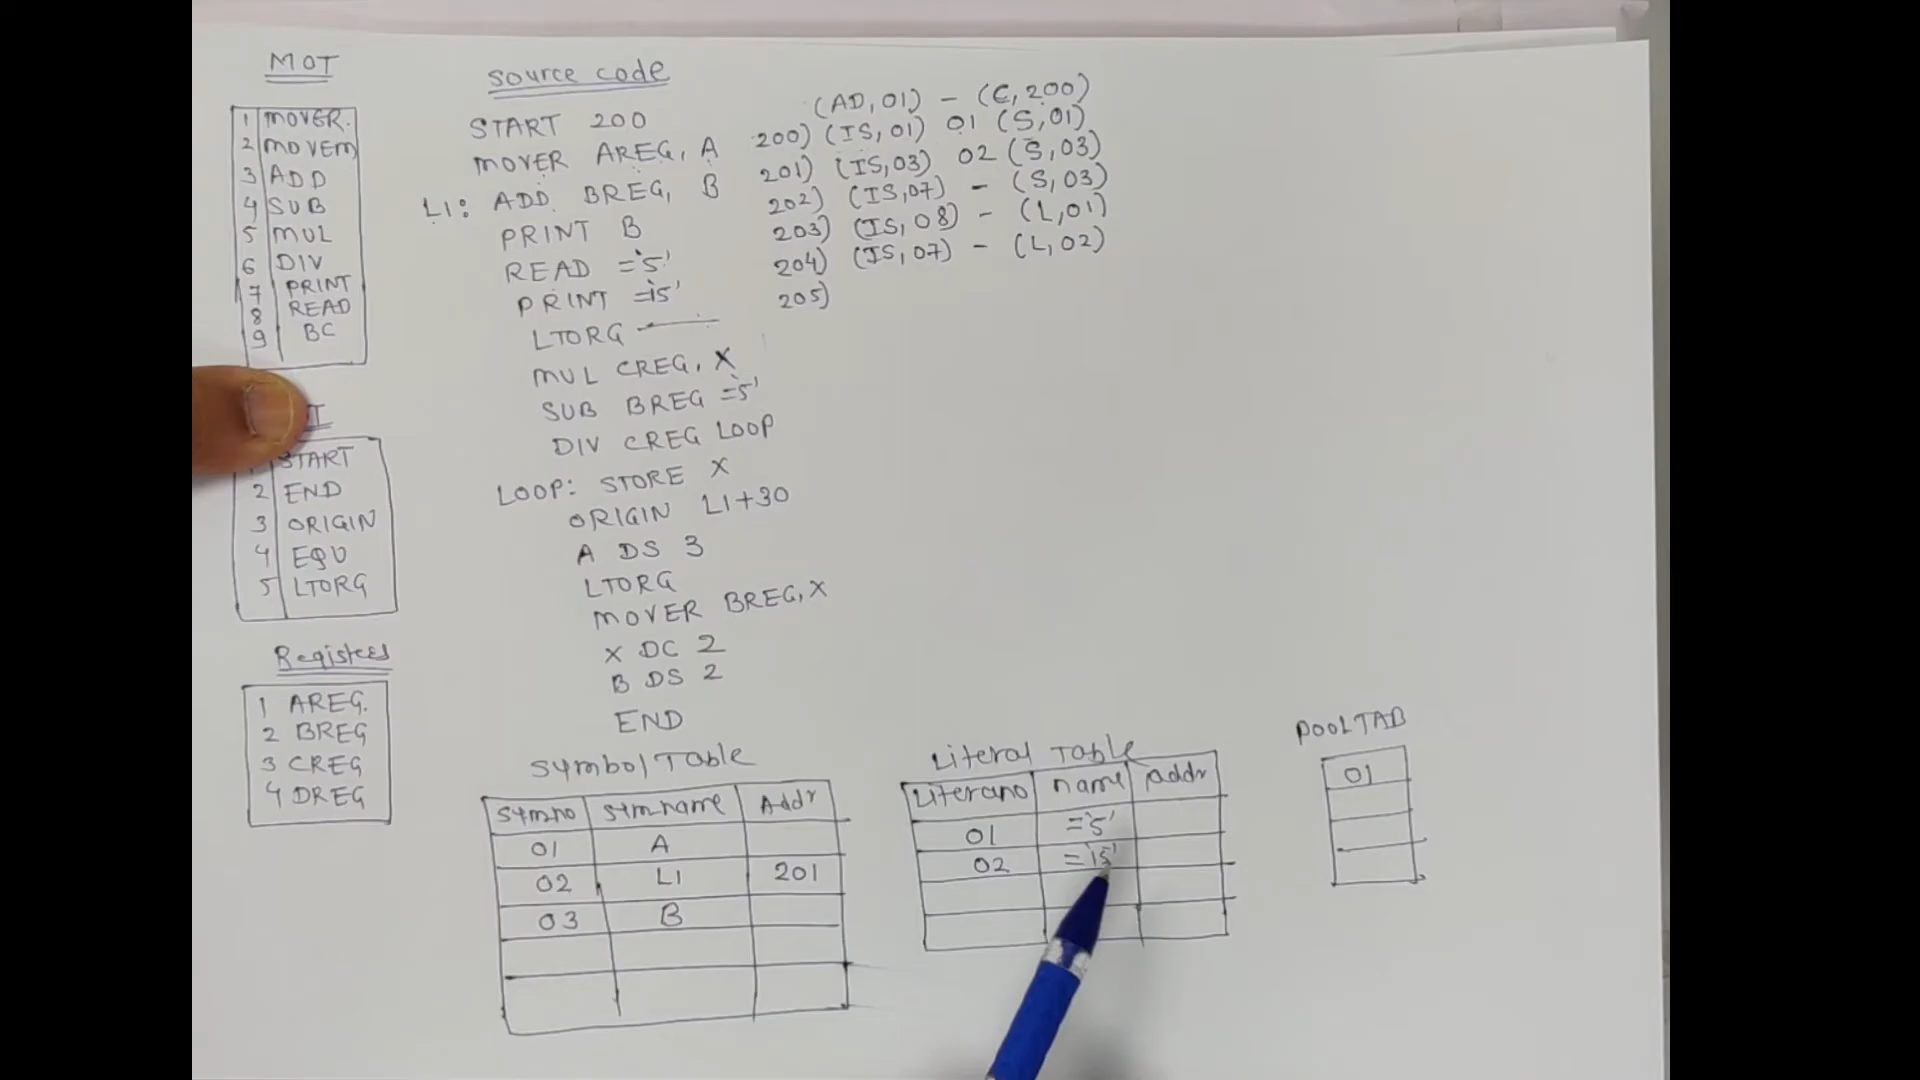 MOT
1 MOVER.
2 MOVEM
3 ADD
4 SUB
5 MUL
6 DIV
7 PRINT
8 READ
9 BC
START
2 END
3 ORIGIN
4 EQU
5 LTORG
Registers
1 AREG.
2 BREG
3 CREG
4 DREG
source code
START 200 (AD,01) - (C,200)
MOVER AREG, A 200) (IS,01) 01 (S,01)
L1: ADD BREG, B 201) (IS,03) 02 (S,03)
PRINT B 202) (IS,07) - (S,03)
READ ='5' 203) (IS,08) - (L,01)
PRINT ='15' 204) (IS,07) - (L,02)
LTORG 205)
MUL CREG, X
SUB BREG ='5'
DIV CREG LOOP
LOOP: STORE X
ORIGIN L1+30
A DS 3
LTORG
MOVER BREG, X
X DC 2
B DS 2
END
Symbol Table
Symno Sym-name Addr
01 A
02 L1 201
03 B
Literal Table
Literano name Addr
01 ='5'
02 ='15'
POOLTAB
01